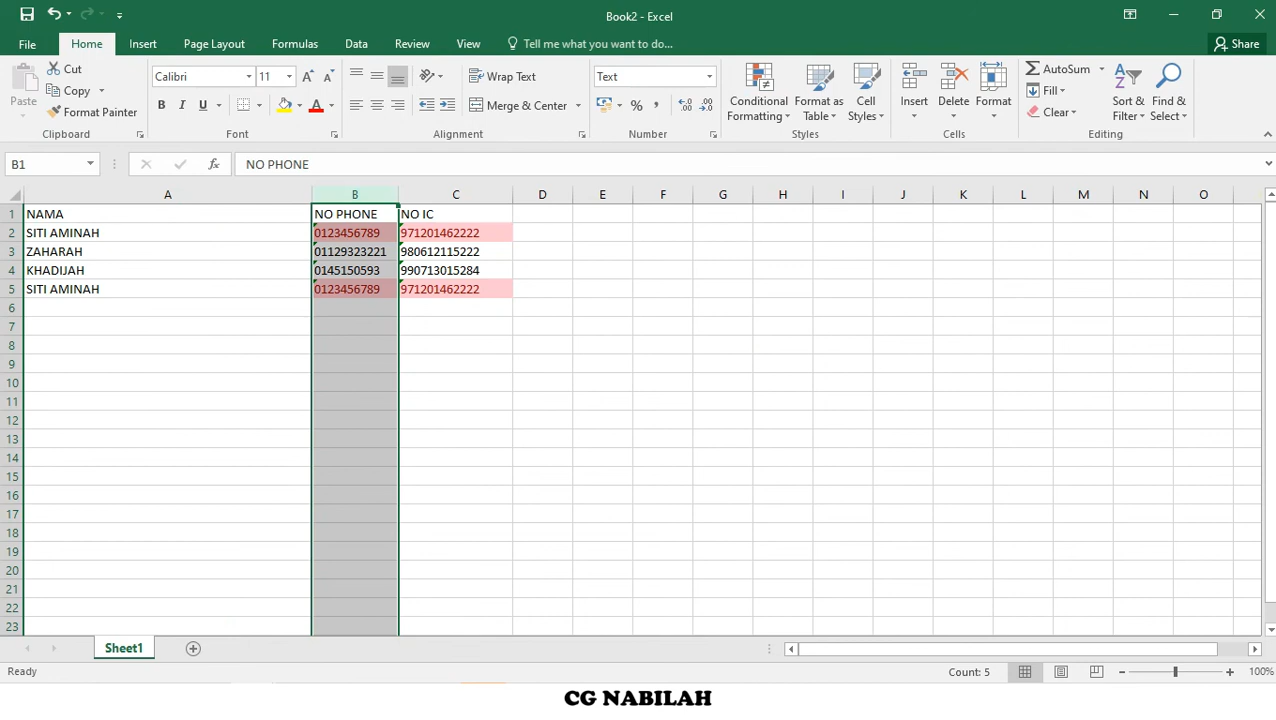 Book2 - Excel
File Home Insert Page Layout Formulas Data Review View Tell me what you want to do... Share
Paste Cut Copy Format Painter
Clipboard
Calibri 11
B I U A
Font
Wrap Text
Merge & Center
Alignment
Text
% ,
Number
Conditional Formatting
Format as Table
Cell Styles
Styles
Insert Delete Format
Cells
AutoSum
Fill
Clear
Sort & Filter
Find & Select
Editing
B1 fx NO PHONE
A B C D E F G H I J K L M N O
1 NAMA NO PHONE NO IC
2 SITI AMINAH 0123456789 971201462222
3 ZAHARAH 01129323221 980612115222
4 KHADIJAH 0145150593 990713015284
5 SITI AMINAH 0123456789 971201462222
6
7
8
9
10
11
12
13
14
15
16
17
18
19
20
21
22
23
Sheet1
Ready Count: 5 100%
CG NABILAH